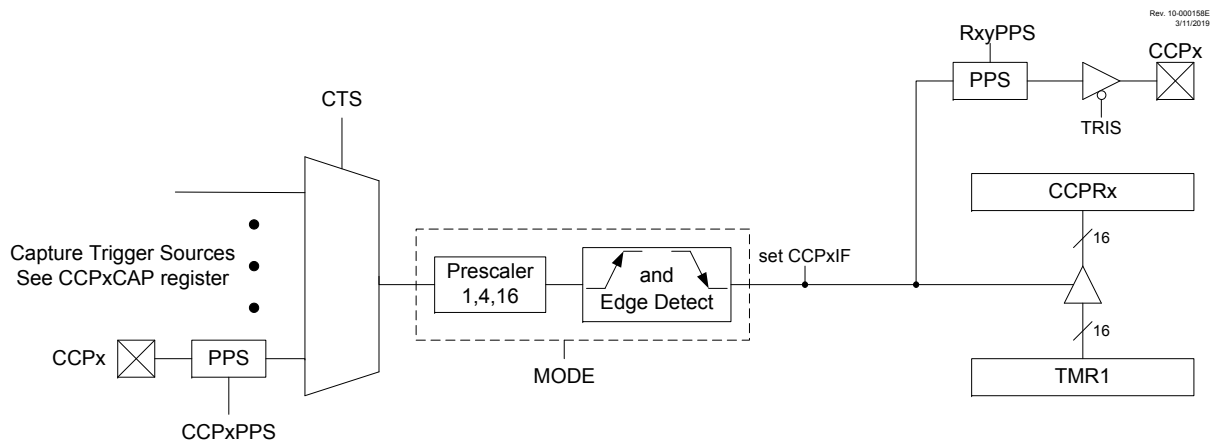 Rev. 10-000158E
3/11/2019
RxyPPS
CCPx
PPS
TRIS
CTS
CCPRx
16
Capture Trigger Sources
See CCPxCAP register
Prescaler
1,4,16
and
Edge Detect
set CCPxIF
16
CCPx
PPS
MODE
TMR1
CCPxPPS